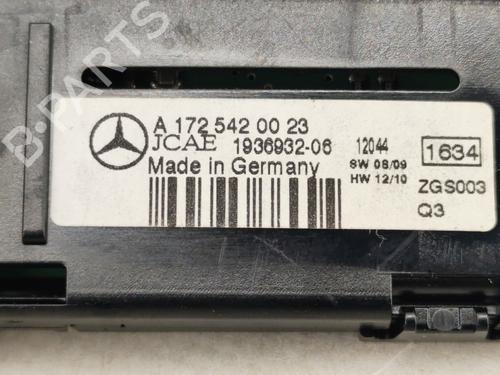 B-PARTS
A 172 542 00 23
JCAE 1936932-06
Made in Germany
12044
SW 08/09
HW 12/10
1634
ZGS003
Q3